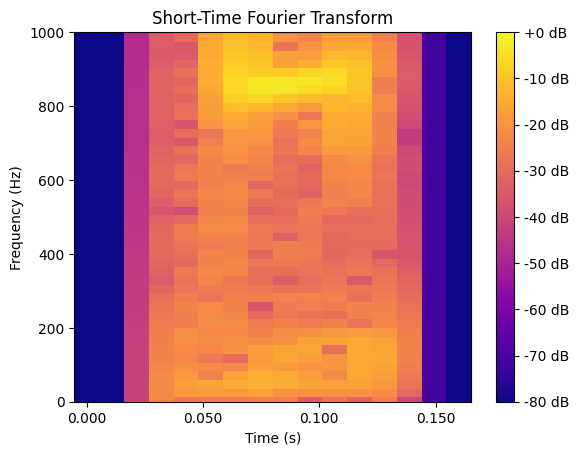 Short-Time Fourier Transform
Frequency (Hz)
1000
800
600
400
200
0
0.000
0.050
0.100
0.150
Time (s)
+0 dB
-10 dB
-20 dB
-30 dB
-40 dB
-50 dB
-60 dB
-70 dB
-80 dB